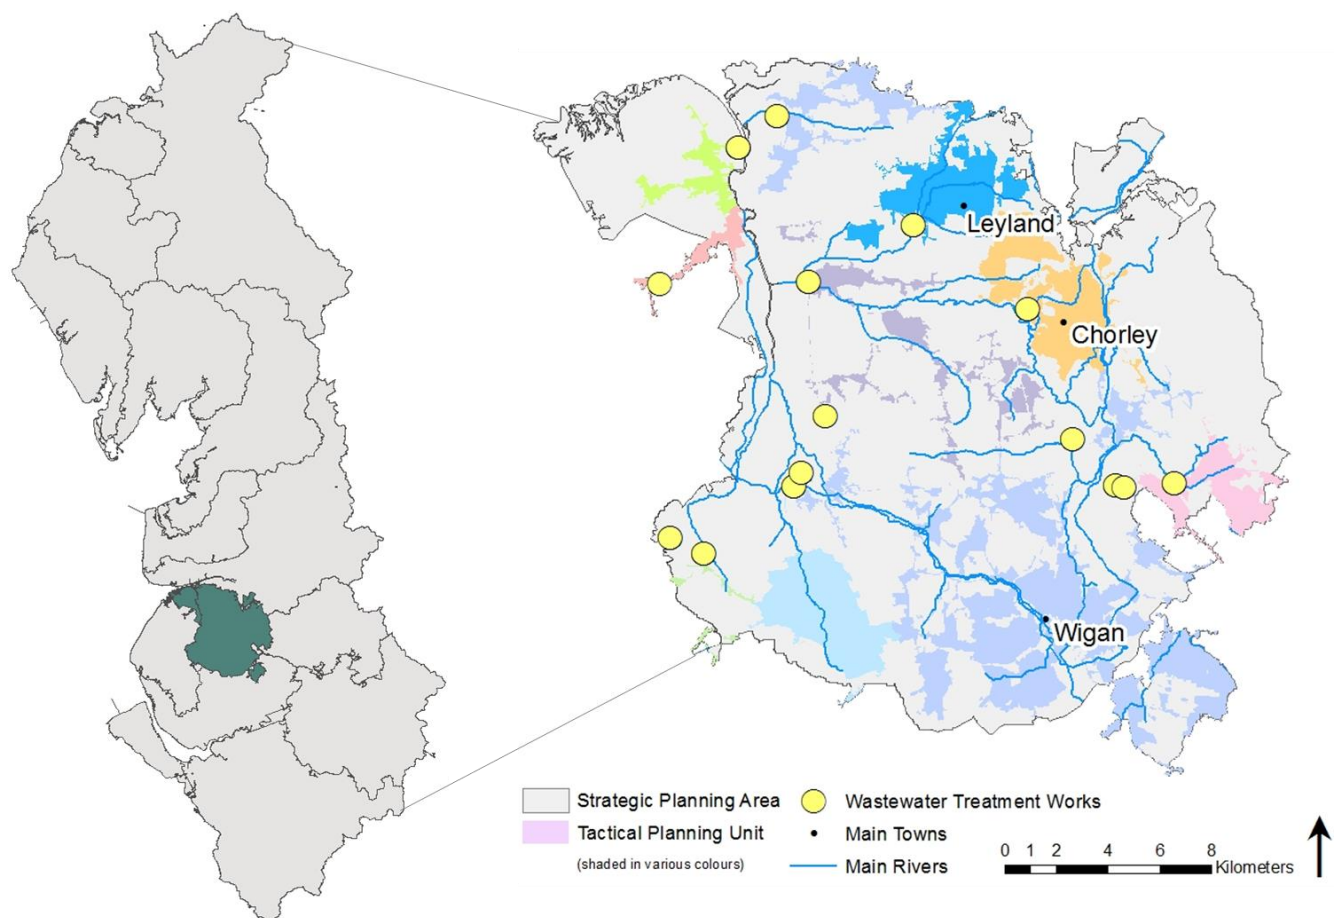 Leyland
Chorley
Wigan
Strategic Planning Area
Wastewater Treatment Works
Tactical Planning Unit
Main Towns
(shaded in various colours)
Main Rivers
0 1 2 4 6 8
Kilometers